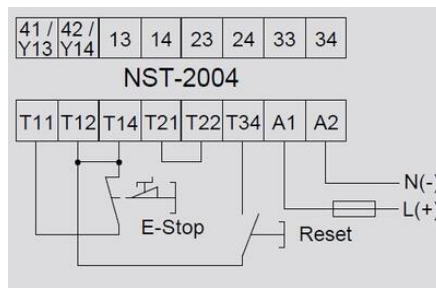 41 / 42 / 13 14 23 24 33 34
Y13 Y14
NST-2004
T11 T12 T14 T21 T22 T34 A1 A2
N(-)
L(+)
E-Stop Reset